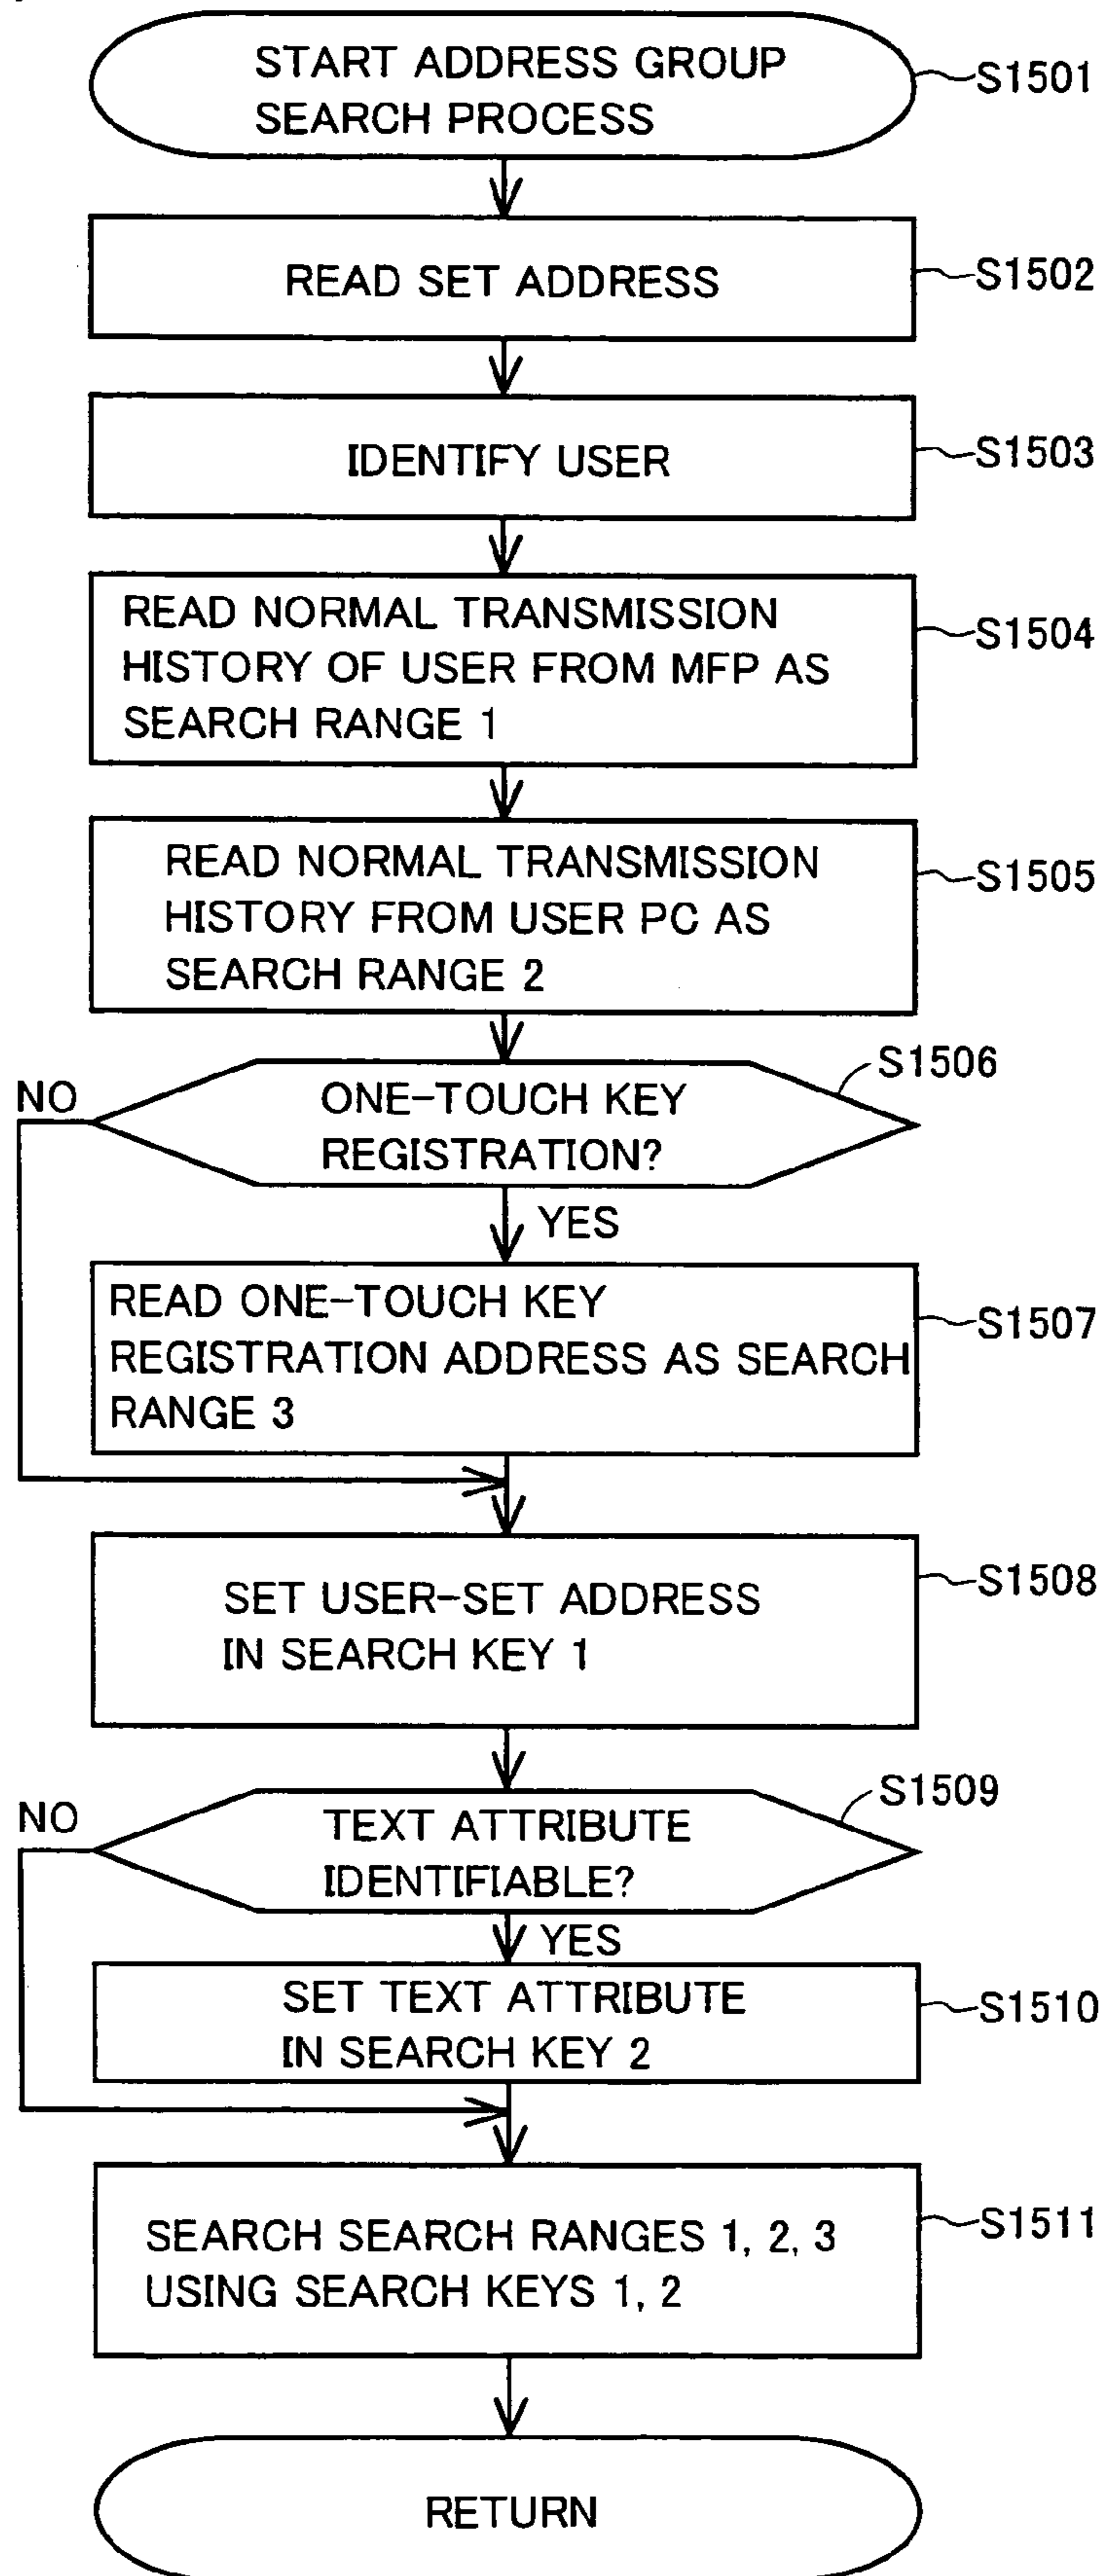 START ADDRESS GROUP
SEARCH PROCESS
S1501
READ SET ADDRESS
S1502
IDENTIFY USER
S1503
READ NORMAL TRANSMISSION
HISTORY OF USER FROM MFP AS
SEARCH RANGE 1
S1504
READ NORMAL TRANSMISSION
HISTORY FROM USER PC AS
SEARCH RANGE 2
S1505
S1506
NO
ONE-TOUCH KEY
REGISTRATION?
YES
READ ONE-TOUCH KEY
REGISTRATION ADDRESS AS SEARCH
RANGE 3
S1507
SET USER-SET ADDRESS
IN SEARCH KEY 1
S1508
S1509
NO
TEXT ATTRIBUTE
IDENTIFIABLE?
YES
SET TEXT ATTRIBUTE
IN SEARCH KEY 2
S1510
SEARCH SEARCH RANGES 1, 2, 3
USING SEARCH KEYS 1, 2
S1511
RETURN